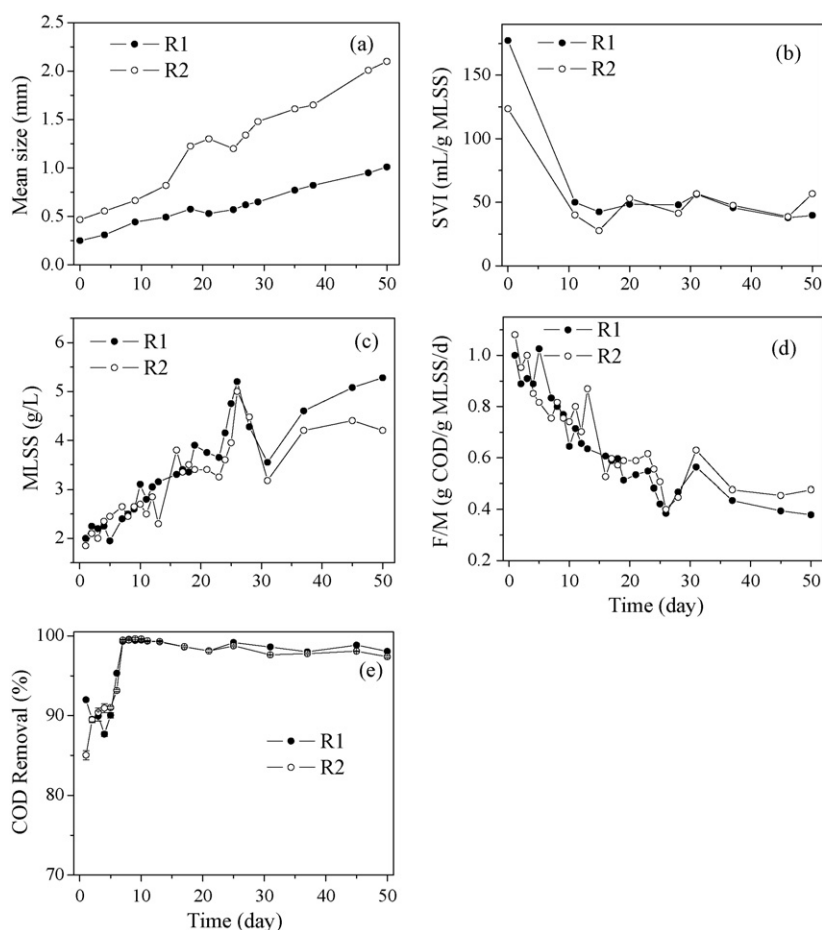 (a)
R1
R2
Mean size (mm)
2.5
2.0
1.5
1.0
0.5
0.0
0 10 20 30 40 50
(b)
R1
R2
SVI (mL/g MLSS)
175
150
125
100
75
50
25
0
0 10 20 30 40 50
(c)
R1
R2
MLSS (g/L)
6
5
4
3
2
0 10 20 30 40 50
(d)
R1
R2
F/M (g COD/g MLSS/d)
1.0
0.8
0.6
0.4
0.2
0 10 20 30 40 50
Time (day)
(e)
R1
R2
COD Removal (%)
100
90
80
70
0 10 20 30 40 50
Time (day)